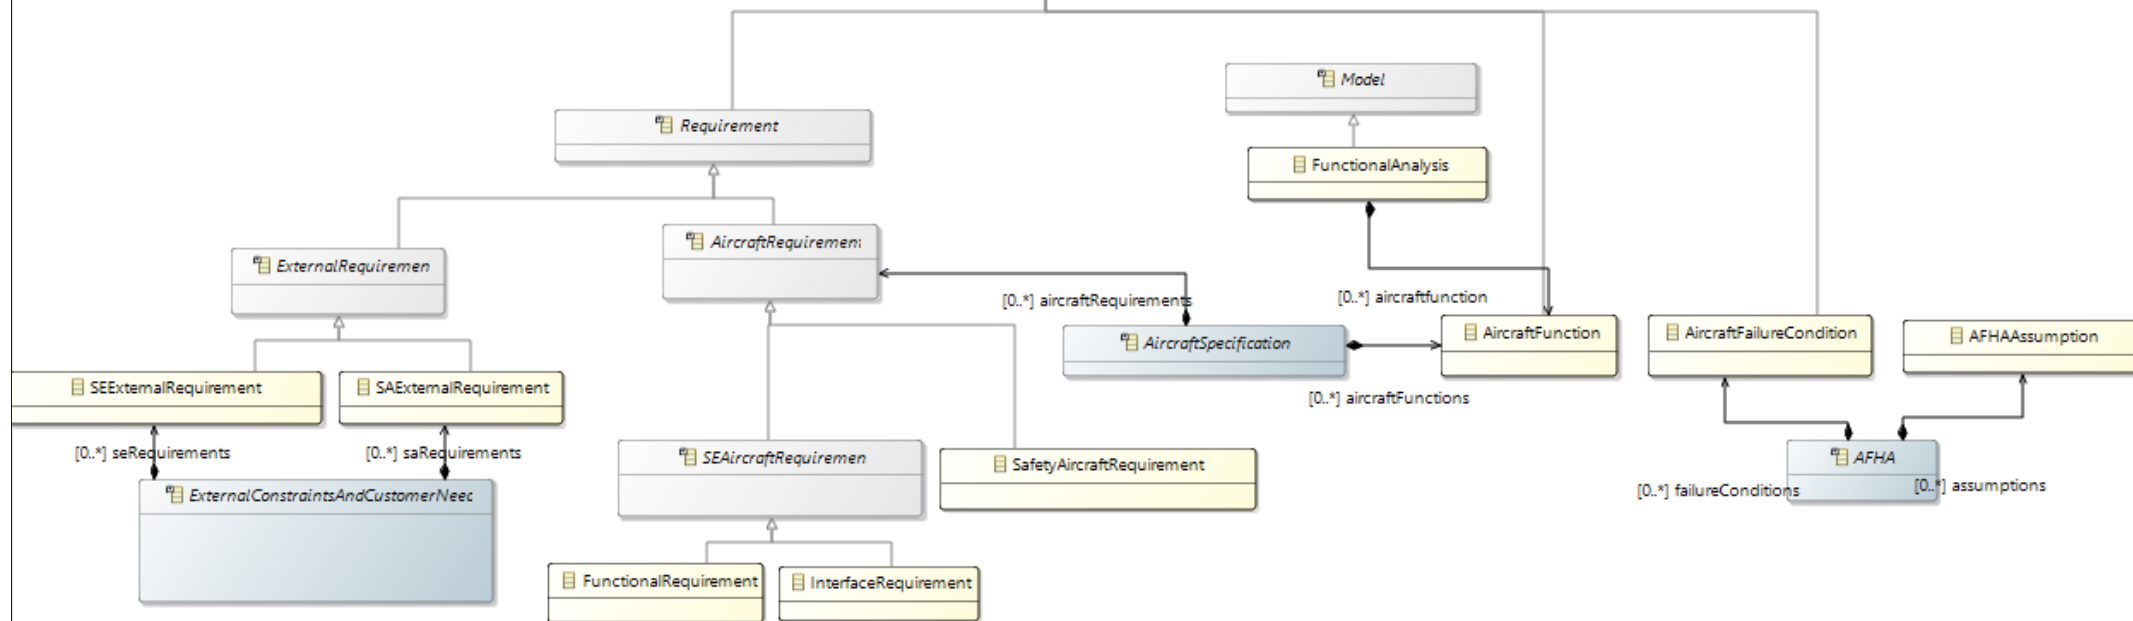 Model
Requirement
FunctionalAnalysis
AircraftRequirement
ExternalRequiremen
[0..*] aircraftRequirements
[0..*] aircraftfunction
AircraftSpecification
AircraftFunction
AircraftFailureCondition
AFHAAssumption
SEExternalRequirement
SAExternalRequirement
[0..*] aircraftFunctions
[0..*] seRequirements
[0..*] saRequirements
SEAircraftRequiremen
SafetyAircraftRequirement
AFHA
ExternalConstraintsAndCustomerNeec
[0..*] failureConditions
[0..*] assumptions
FunctionalRequirement
InterfaceRequirement